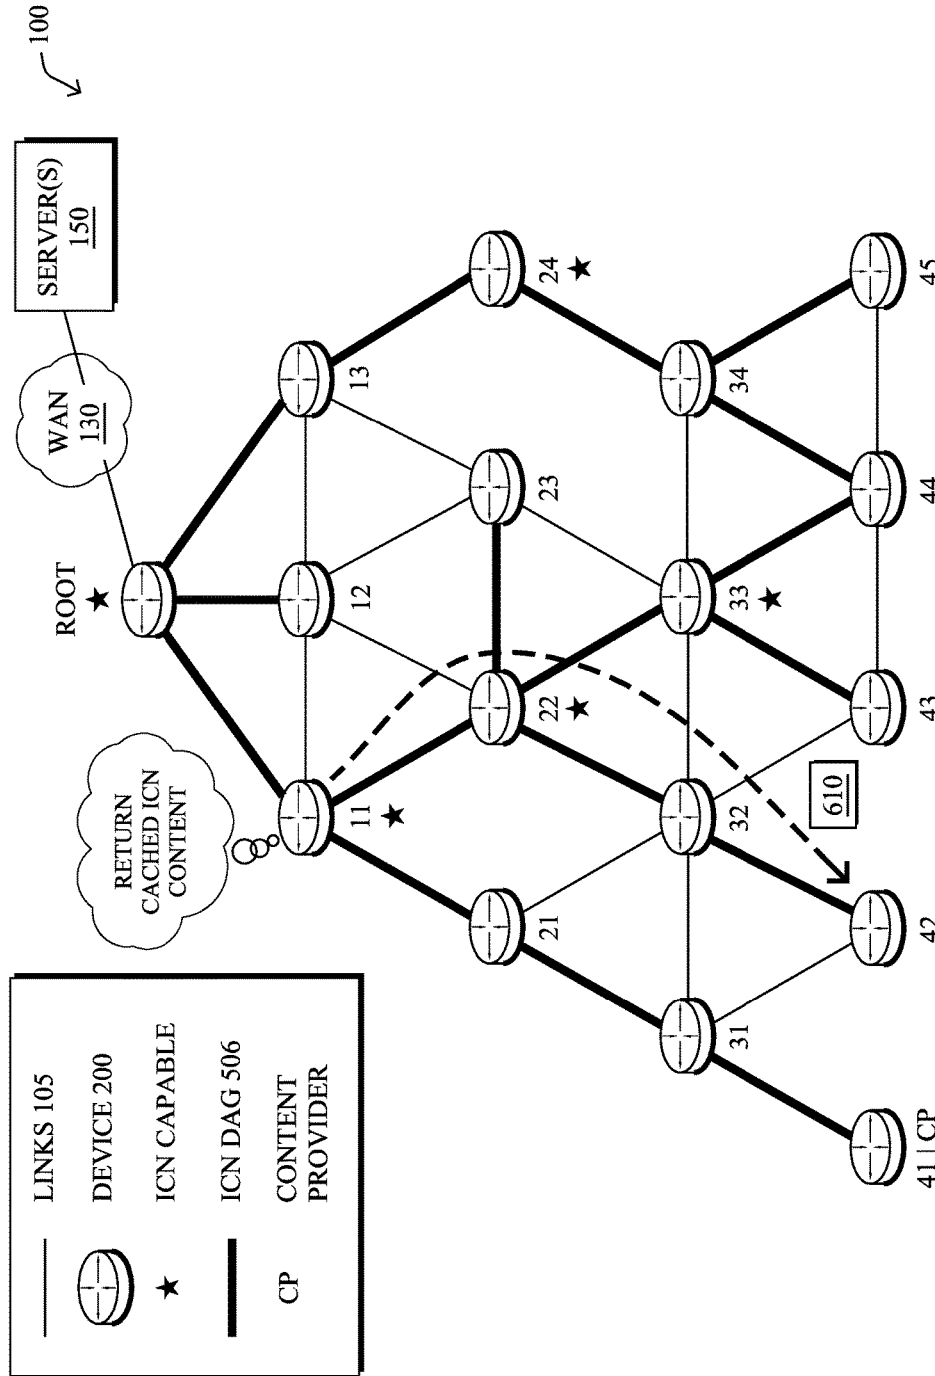 LINKS 105
DEVICE 200
ICN CAPABLE
ICN DAG 506
CP
CONTENT
PROVIDER
100
SERVER(S)
150
WAN
130
ROOT
RETURN
CACHED ICN
CONTENT
11
12
13
21
22
23
24
31
32
33
34
610
41 | CP
42
43
44
45